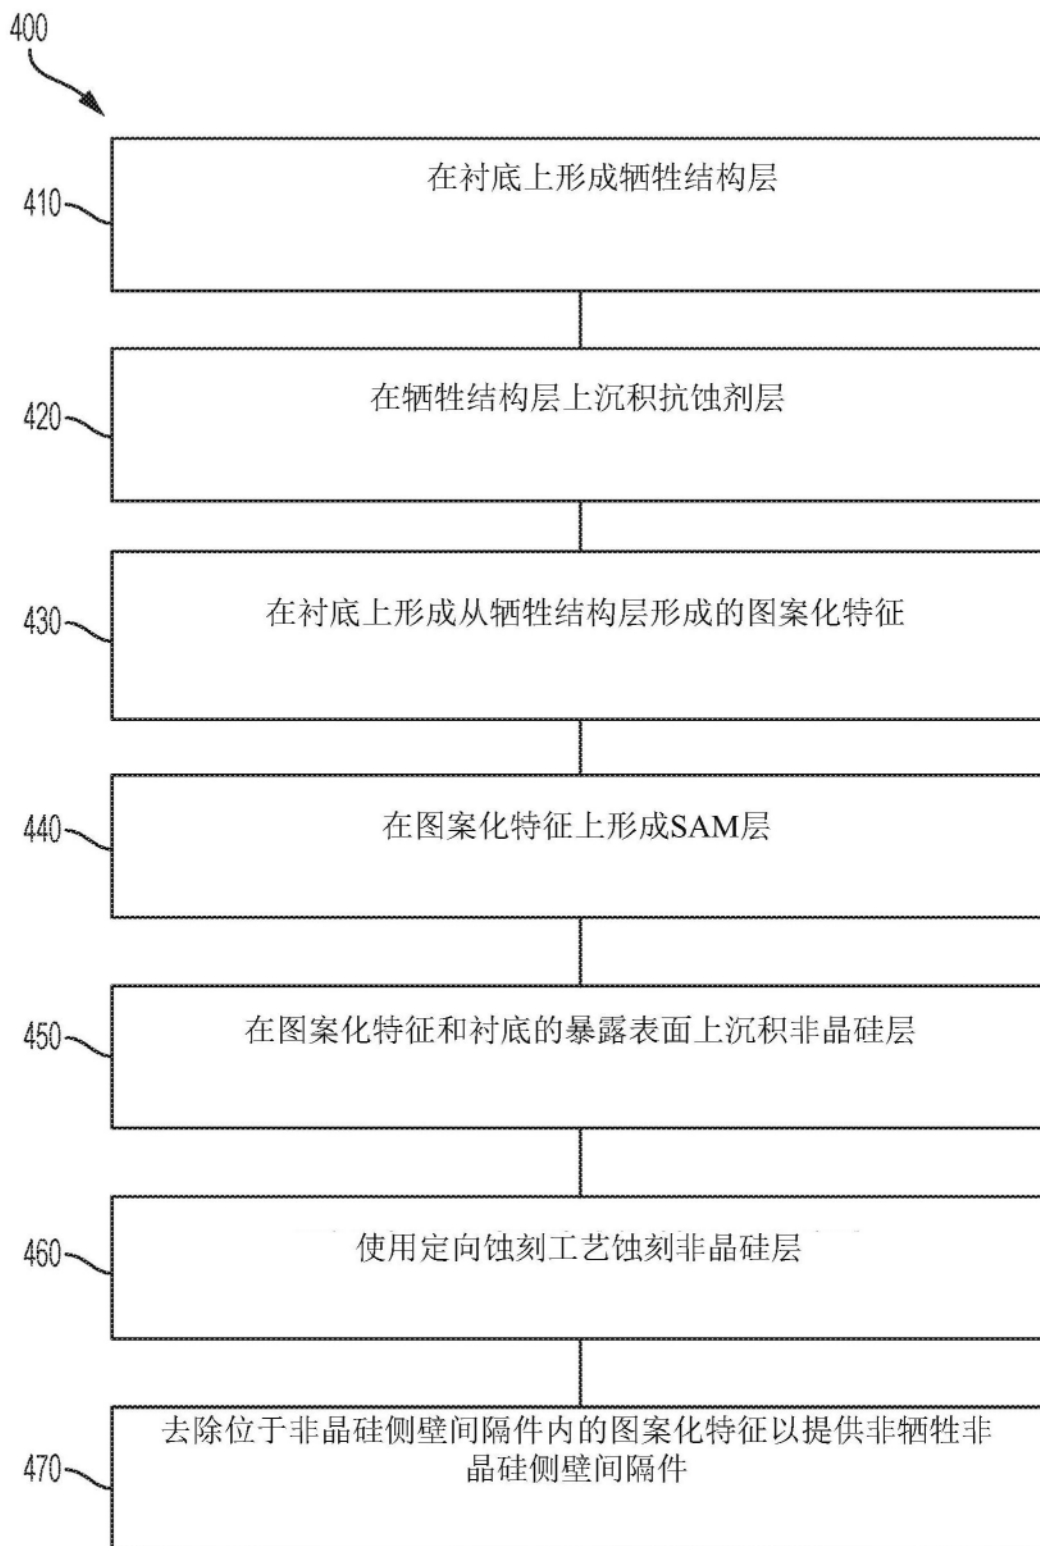 400
410
在衬底上形成牺牲结构层
420
在牺牲结构层上沉积抗蚀剂层
430
在衬底上形成从牺牲结构层形成的图案化特征
440
在图案化特征上形成SAM层
450
在图案化特征和衬底的暴露表面上沉积非晶硅层
460
使用定向蚀刻工艺蚀刻非晶硅层
470
去除位于非晶硅侧壁间隔件内的图案化特征以提供非牺牲非
晶硅侧壁间隔件